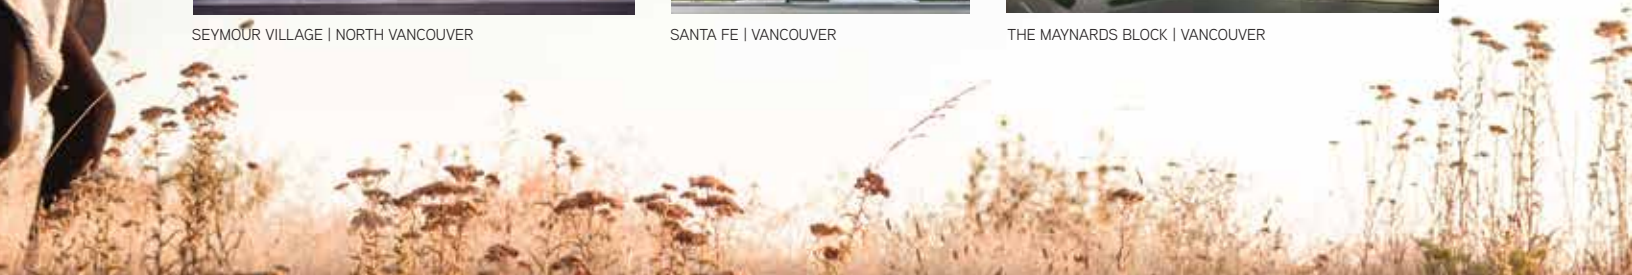 SEYMOUR VILLAGE | NORTH VANCOUVER
SANTA FE | VANCOUVER
THE MAYNARDS BLOCK | VANCOUVER